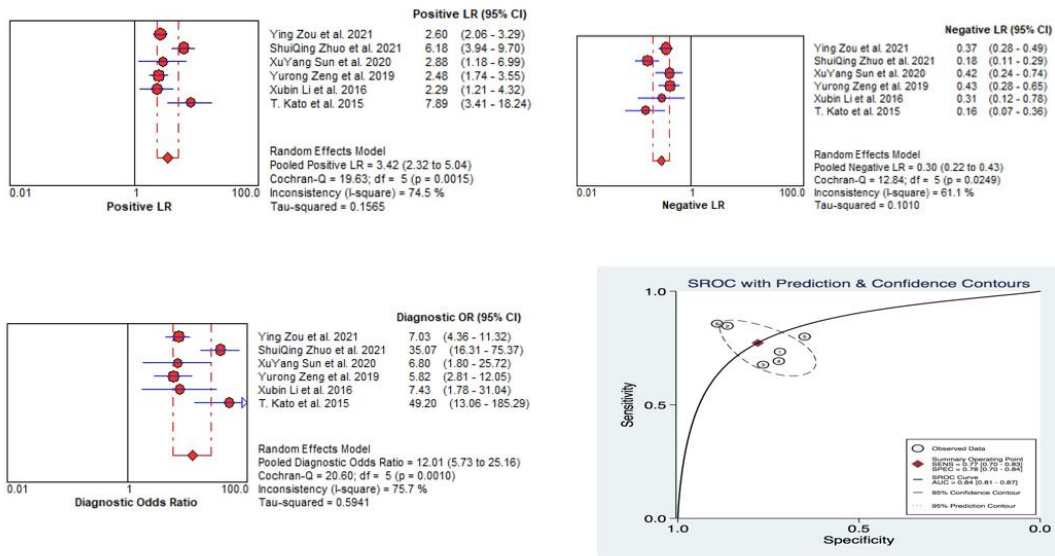 Positive LR (95% CI)
Ying Zou et al. 2021 2.60 (2.06 - 3.29)
ShuiQing Zhuo et al. 2021 6.18 (3.94 - 9.70)
XuYang Sun et al. 2020 2.88 (1.18 - 6.99)
Yurong Zeng et al. 2019 2.48 (1.74 - 3.55)
Xubin Li et al. 2016 2.29 (1.21 - 4.32)
T. Kato et al. 2015 7.89 (3.41 - 18.24)
Random Effects Model
Pooled Positive LR = 3.42 (2.32 to 5.04)
Cochran-Q = 19.63; df = 5 (p = 0.0015)
Inconsistency (I-square) = 74.5 %
Tau-squared = 0.1565
0.01 1 100.0
Positive LR
Negative LR (95% CI)
Ying Zou et al. 2021 0.37 (0.28 - 0.49)
ShuiQing Zhuo et al. 2021 0.18 (0.11 - 0.29)
XuYang Sun et al. 2020 0.42 (0.24 - 0.74)
Yurong Zeng et al. 2019 0.43 (0.28 - 0.65)
Xubin Li et al. 2016 0.31 (0.12 - 0.78)
T. Kato et al. 2015 0.16 (0.07 - 0.36)
Random Effects Model
Pooled Negative LR = 0.30 (0.22 to 0.43)
Cochran-Q = 12.84; df = 5 (p = 0.0249)
Inconsistency (I-square) = 61.1 %
Tau-squared = 0.1010
0.01 1 100.0
Negative LR
Diagnostic OR (95% CI)
Ying Zou et al. 2021 7.03 (4.36 - 11.32)
ShuiQing Zhuo et al. 2021 35.07 (16.31 - 75.37)
XuYang Sun et al. 2020 6.80 (1.80 - 25.72)
Yurong Zeng et al. 2019 5.82 (2.81 - 12.05)
Xubin Li et al. 2016 7.43 (1.78 - 31.04)
T. Kato et al. 2015 49.20 (13.06 - 185.29)
Random Effects Model
Pooled Diagnostic Odds Ratio = 12.01 (5.73 to 25.16)
Cochran-Q = 20.60; df = 5 (p = 0.0010)
Inconsistency (I-square) = 75.7 %
Tau-squared = 0.5941
0.01 1 100.0
Diagnostic Odds Ratio
SROC with Prediction & Confidence Contours
1.0
0.5
0.0
Sensitivity
Observed Data
Summary Operating Point
SENS = 0.77 [0.70 - 0.83]
SPEC = 0.78 [0.70 - 0.84]
SROC Curve
AUC = 0.84 [0.81 - 0.87]
95% Confidence Contour
95% Prediction Contour
1.0 0.5 0.0
Specificity